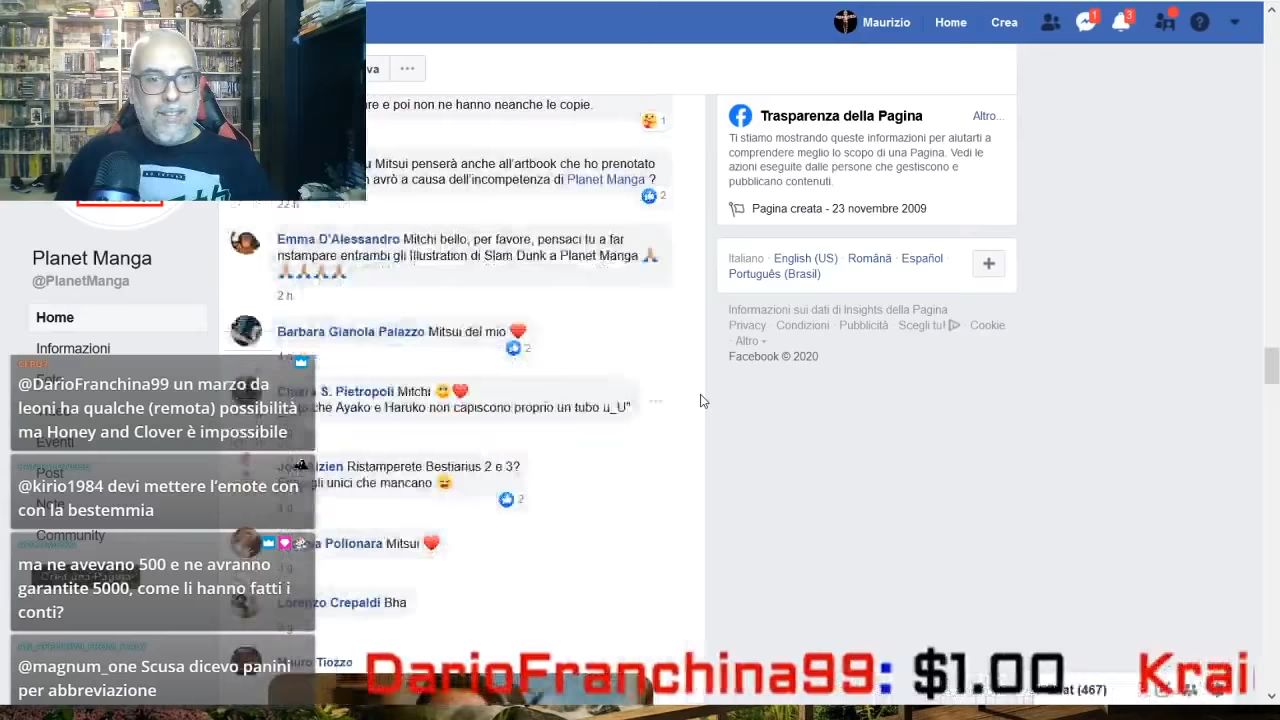 Maurizio
Home
Crea
1
3
va
...
re e poi non ne hanno neanche le copie.
1
Mitsui penserà anche all'artbook che ho prenotato
avrò a causa dell'incompetenza di Planet Manga ?
2
22 h
Emma D'Alessandro Mitchi bello, per favore, pensaci tu a far
ristampare entrambi gli Illustration di Slam Dunk a Planet Manga
2 h
Barbara Gianola Palazzo Mitsui del mio
2
S. Pietropoli Mitchi
che Ayako e Haruko non capiscono proprio un tubo u_U"
Ristamperete Bestiarius 2 e 3?
gli unici che mancano
2
Polionara Mitsui
Lorenzo Crepaldi Bha
Mauro Tiozzo
Trasparenza della Pagina
Altro...
Ti stiamo mostrando queste informazioni per aiutarti a
comprendere meglio lo scopo di una Pagina. Vedi le
azioni eseguite dalle persone che gestiscono e
pubblicano contenuti.
Pagina creata - 23 novembre 2009
Italiano · English (US) · Română · Español ·
Português (Brasil)
Informazioni sui dati di Insights della Pagina
Privacy · Condizioni · Pubblicità · Scegli tu! · Cookie
· Altro
Facebook © 2020
Planet Manga
@PlanetManga
Home
Informazioni
Eventi
Post
Note
Community
@DarioFranchina99 un marzo da
leoni ha qualche (remota) possibilità
ma Honey and Clover è impossibile
@kirio1984 devi mettere l'emote con
con la bestemmia
ma ne avevano 500 e ne avranno
garantite 5000, come li hanno fatti i
conti?
@magnum_one Scusa dicevo panini
per abbreviazione
DarioFranchina99: $1.00 Krai
(467)